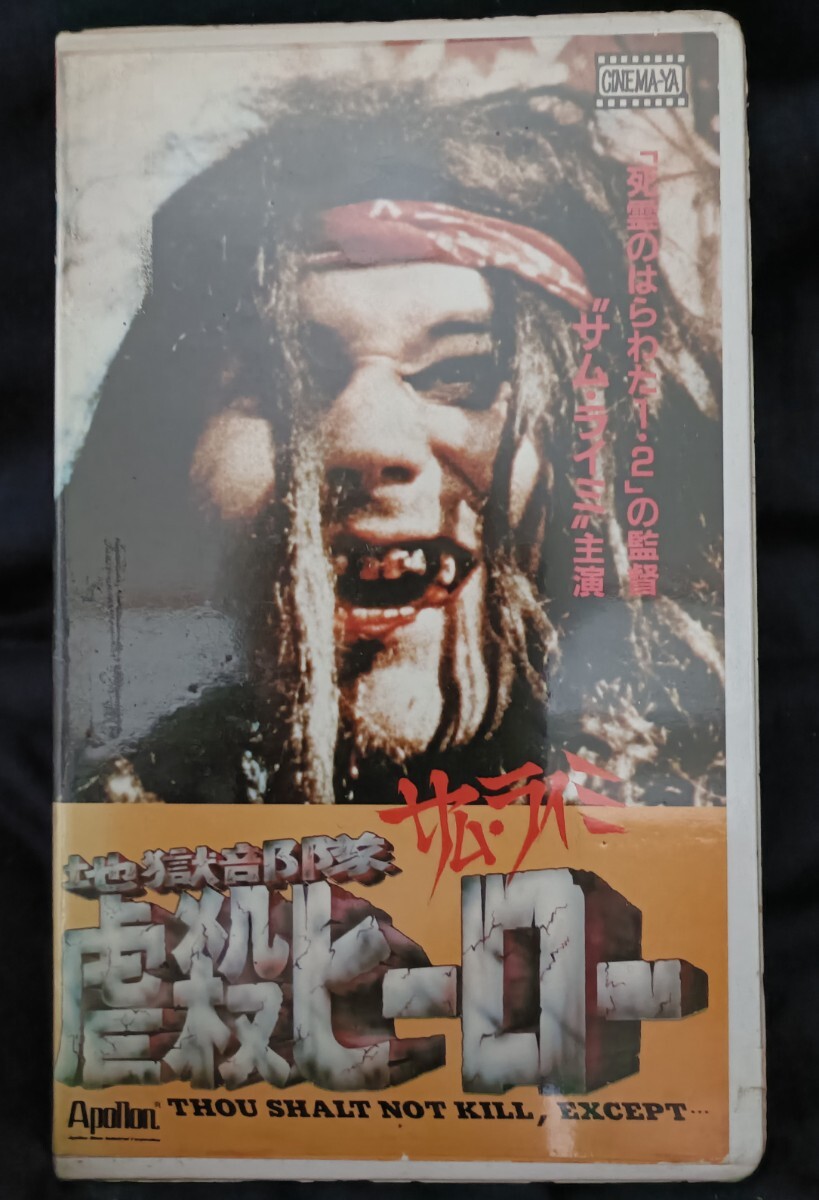 CINEMA-YA
「死霊のはらわた1・2」の監督
〝サム・ライミ〟主演
サム・ライミ
地獄部隊
虐殺ヒーロー
Apollon
THOU SHALT NOT KILL, EXCEPT…